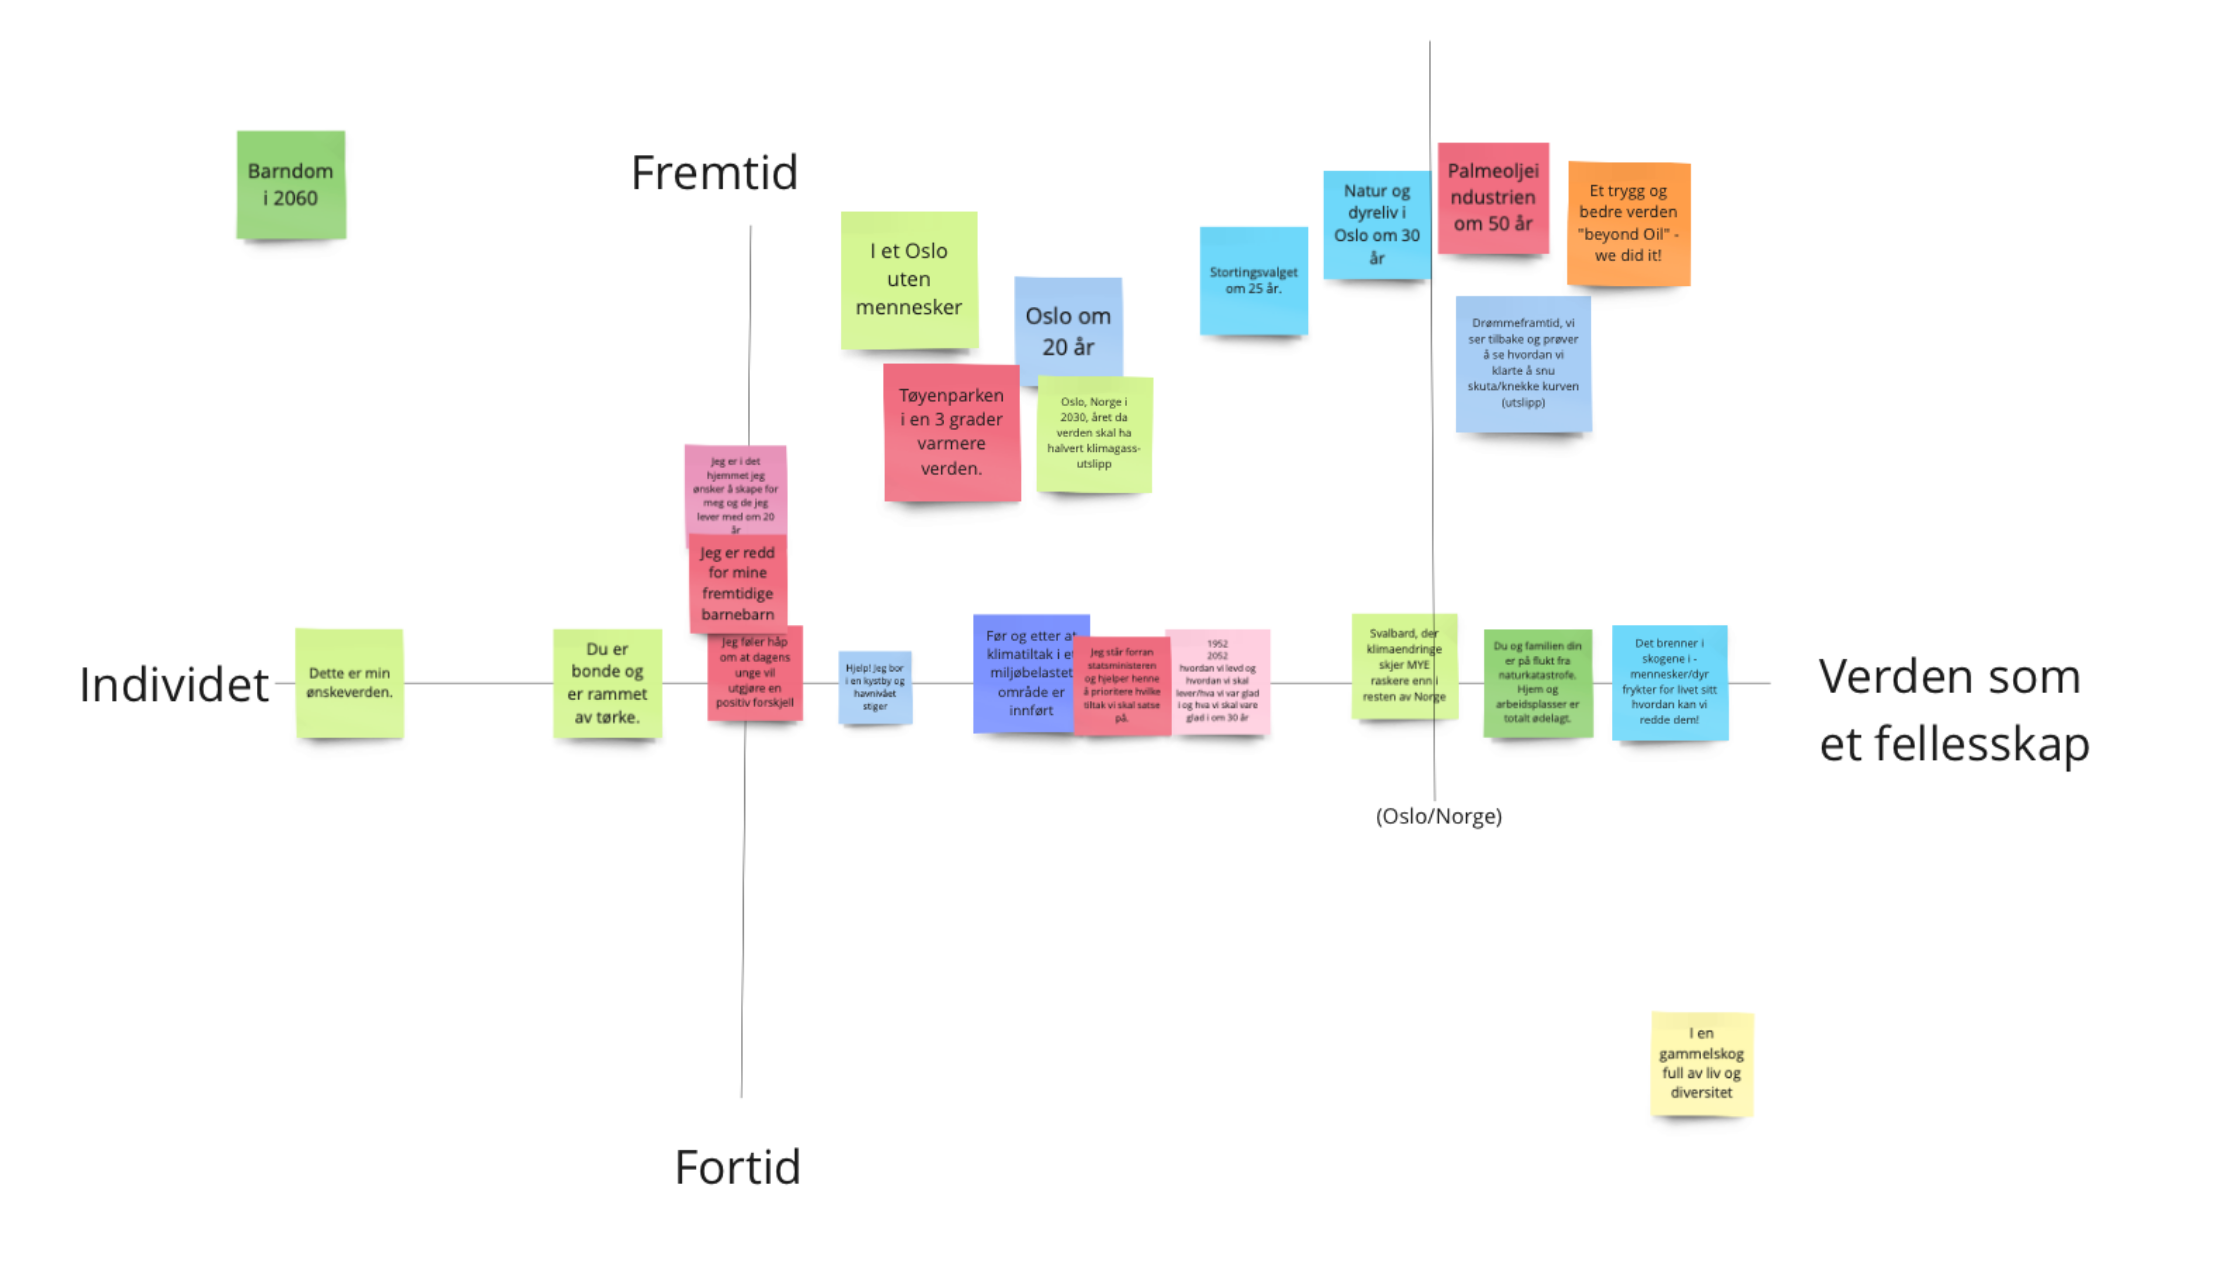 Barndom
i 2060
Fremtid
I et Oslo
uten
mennesker
Oslo om
20 år
Tøyenparken
i en 3 grader
varmere
verden.
Oslo, Norge i
2030, året da
verden skal ha
halvert klimagass-
utslipp
Stortingsvalget
om 25 år.
Natur og
dyreliv i
Oslo om 30
år
Palmeoljei
ndustrien
om 50 år
Et trygg og
bedre verden
"beyond Oil" -
we did it!
Drømmeframtid, vi
ser tilbake og prøver
å se hvordan vi
klarte å snu
skuta/knekke kurven
(utslipp)
Jeg er i det
hjemmet jeg
ønsker å skape for
meg og de jeg
lever med om 20
år
Jeg er redd
for mine
fremtidige
barnebarn
Individet
Dette er min
ønskeverden.
Du er
bonde og
er rammet
av tørke.
Jeg føler håp
om at dagens
unge vil
utgjøre en
positiv forskjell
Hjelp! Jeg bor
i en kystby og
havnivået
stiger
Før og etter at
klimatiltak i et
miljøbelastet
område er
innført
Jeg står forran
statsministeren
og hjelper henne
å prioritere hvilke
tiltak vi skal satse
på.
1952
2052
hvordan vi levd og
hvordan vi skal
lever/hva vi var glad
i og hva vi skal vare
glad i om 30 år
Svalbard, der
klimaendringe
skjer MYE
raskere enn i
resten av Norge
Du og familien din
er på flukt fra
naturkatastrofe.
Hjem og
arbeidsplasser er
totalt ødelagt.
Det brenner i
skogene i -
mennesker/dyr
frykter for livet sitt
hvordan kan vi
redde dem!
Verden som
et fellesskap
(Oslo/Norge)
I en
gammelskog
full av liv og
diversitet
Fortid